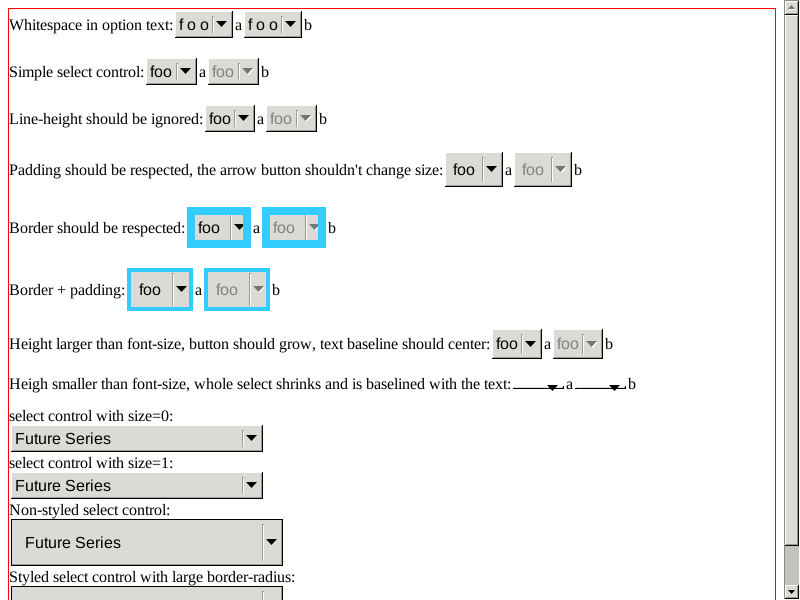 Whitespace in option text: f o o a f o o b
Simple select control: foo a foo b
Line-height should be ignored: foo a foo b
Padding should be respected, the arrow button shouldn't change size: foo a foo b
Border should be respected: foo a foo b
Border + padding: foo a foo b
Height larger than font-size, button should grow, text baseline should center: foo a foo b
Heigh smaller than font-size, whole select shrinks and is baselined with the text: a b
select control with size=0:
Future Series
select control with size=1:
Future Series
Non-styled select control:
Future Series
Styled select control with large border-radius: